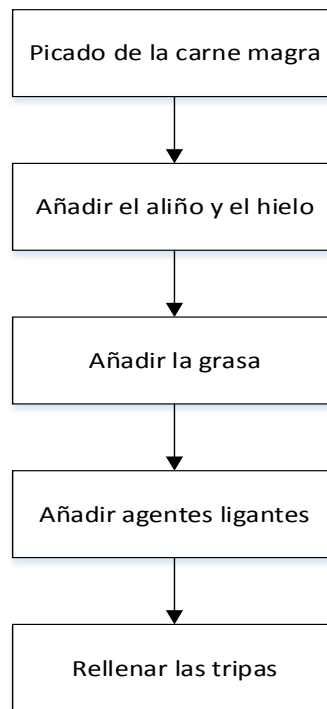 Picado de la carne magra
Añadir el aliño y el hielo
Añadir la grasa
Añadir agentes ligantes
Rellenar las tripas